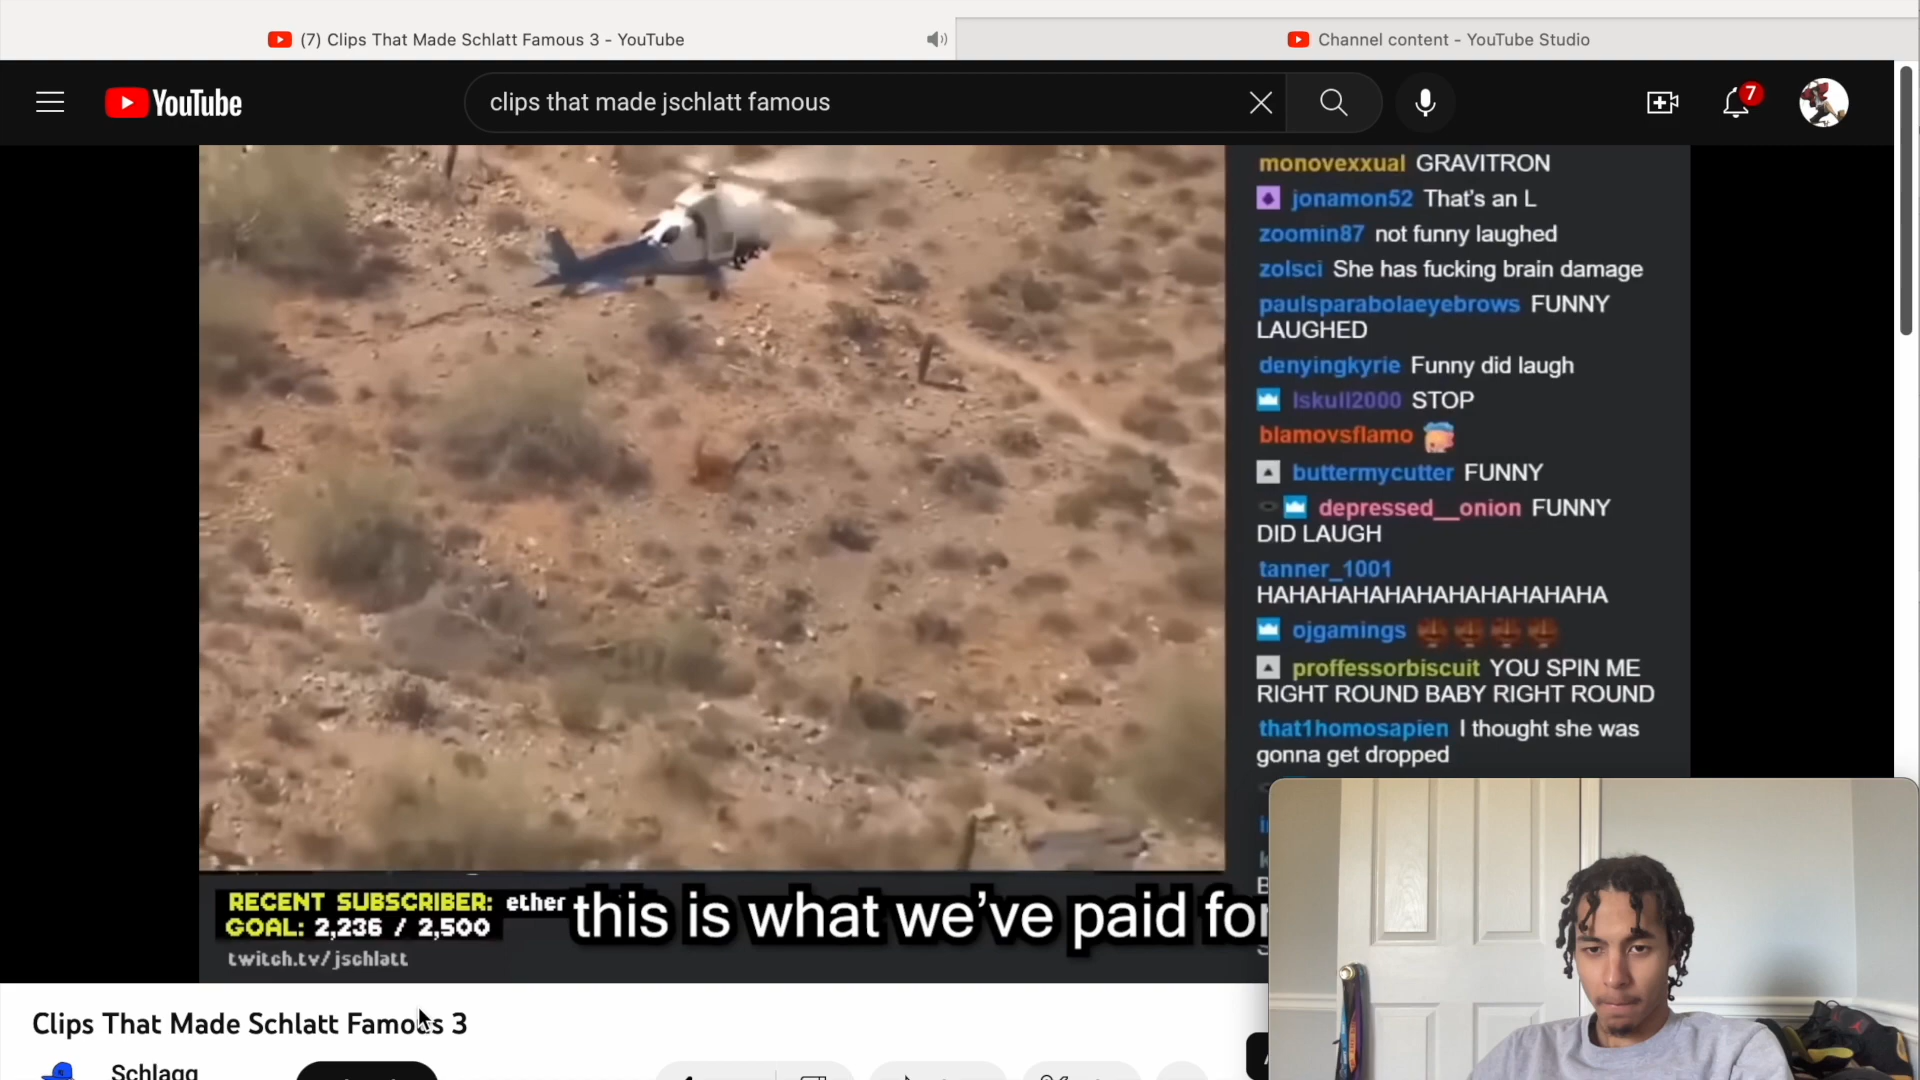 (7) Clips That Made Schlatt Famous 3 - YouTube
Channel content - YouTube Studio
YouTube
clips that made jschlatt famous
7
monovexxual GRAVITRON
jonamon52 That's an L
zoomin87 not funny laughed
zolsci She has fucking brain damage
paulsparabolaeyebrows FUNNY
LAUGHED
denyingkyrie Funny did laugh
lskull2000 STOP
blamovsflamo
buttermycutter FUNNY
depressed__onion FUNNY
DID LAUGH
tanner_1001
HAHAHAHAHAHAHAHAHAHAHA
ojgamings
proffessorbiscuit YOU SPIN ME
RIGHT ROUND BABY RIGHT ROUND
that1homosapien I thought she was
gonna get dropped
RECENT SUBSCRIBER: ether
GOAL: 2,236 / 2,500
twitch.tv/jschlatt
this is what we've paid for
Clips That Made Schlatt Famous 3
Schlagg